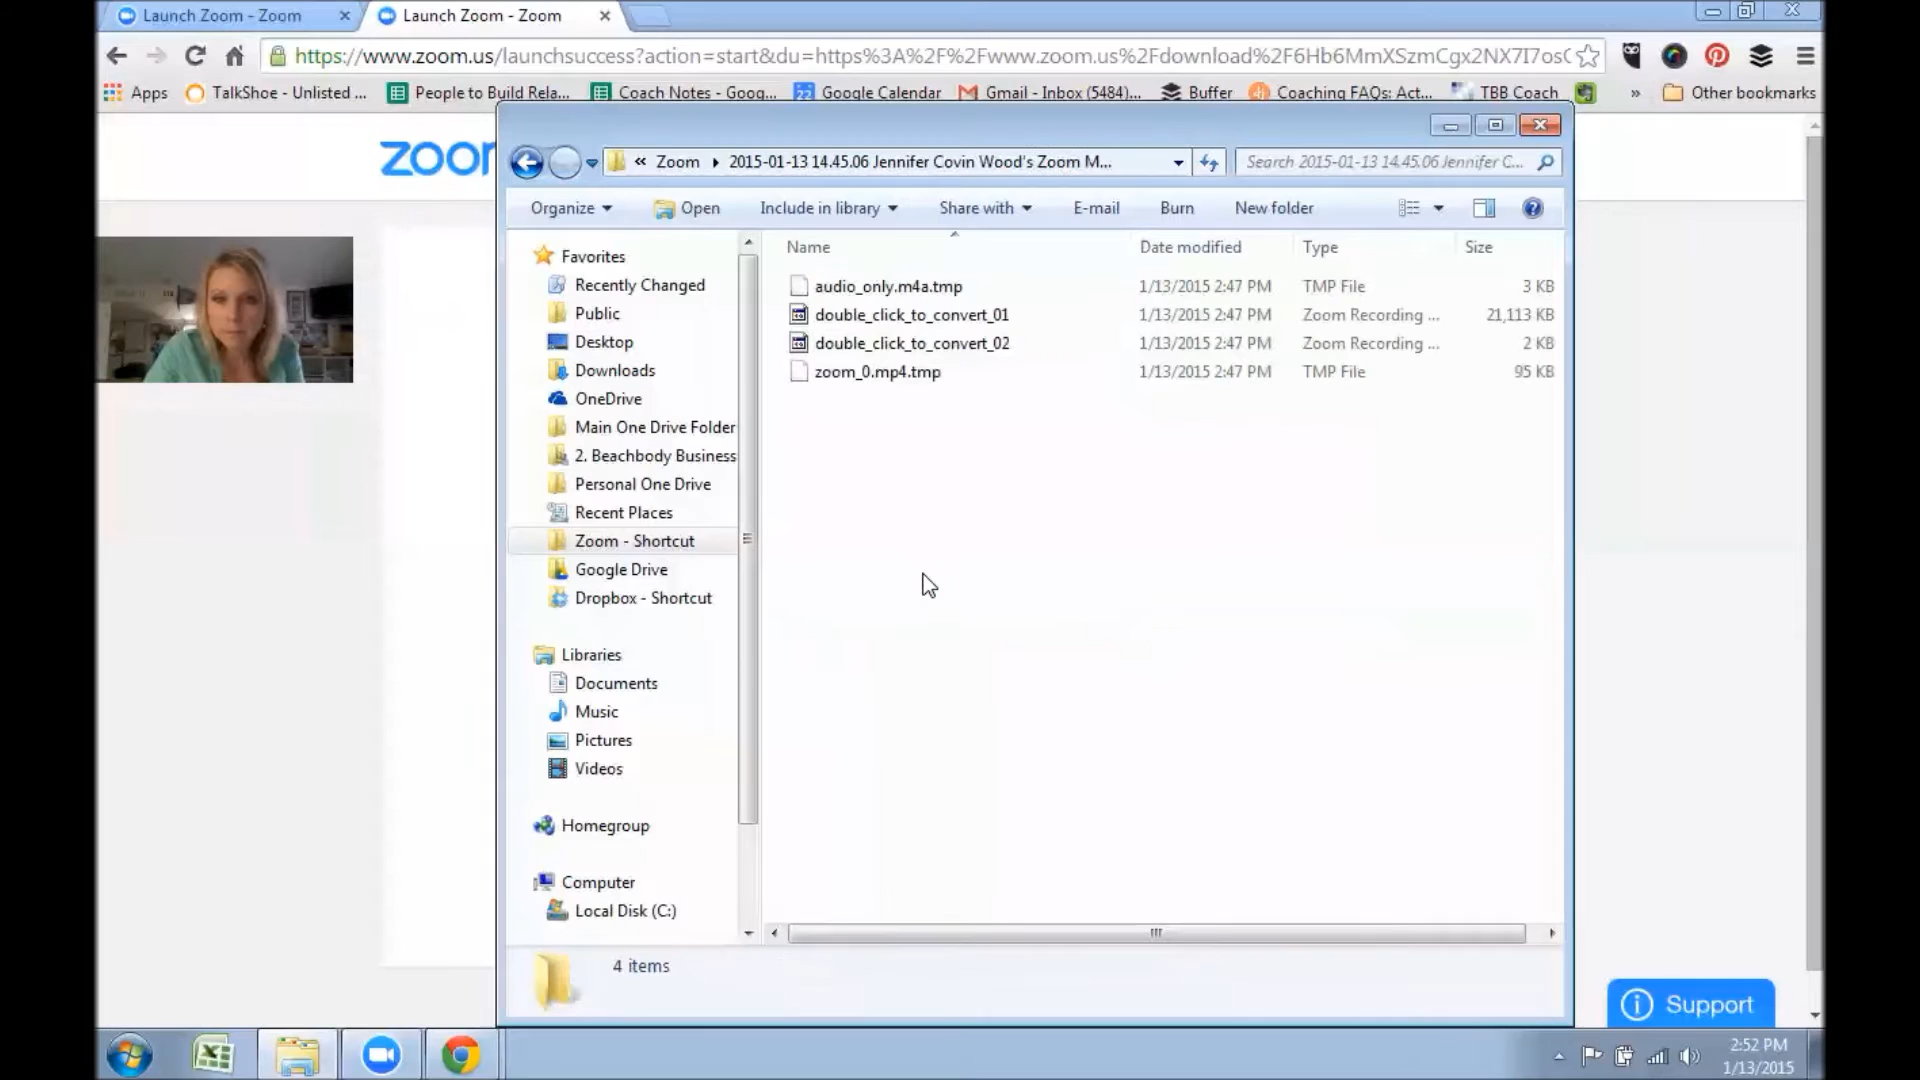 Launch Zoom - Zoom
Launch Zoom - Zoom
https://www.zoom.us/launchsuccess?action=start&du=https%3A%2F%2Fwww.zoom.us%2Fdownload%2F6Hb6MmXSzmCgx2NX7I7osC
Apps TalkShoe - Unlisted ... People to Build Rela... Coach Notes - Goog... Google Calendar Gmail - Inbox (5484)... Buffer Coaching FAQs: Act... TBB Coach » Other bookmarks
zoom
« Zoom 2015-01-13 14.45.06 Jennifer Covin Wood's Zoom M... Search 2015-01-13 14.45.06 Jennifer C...
Organize Open Include in library Share with E-mail Burn New folder
Name Date modified Type Size
audio_only.m4a.tmp 1/13/2015 2:47 PM TMP File 3 KB
double_click_to_convert_01 1/13/2015 2:47 PM Zoom Recording ... 21,113 KB
double_click_to_convert_02 1/13/2015 2:47 PM Zoom Recording ... 2 KB
zoom_0.mp4.tmp 1/13/2015 2:47 PM TMP File 95 KB
Favorites
Recently Changed
Public
Desktop
Downloads
OneDrive
Main One Drive Folder
2. Beachbody Business
Personal One Drive
Recent Places
Zoom - Shortcut
Google Drive
Dropbox - Shortcut
Libraries
Documents
Music
Pictures
Videos
Homegroup
Computer
Local Disk (C:)
4 items
Support
2:52 PM
1/13/2015